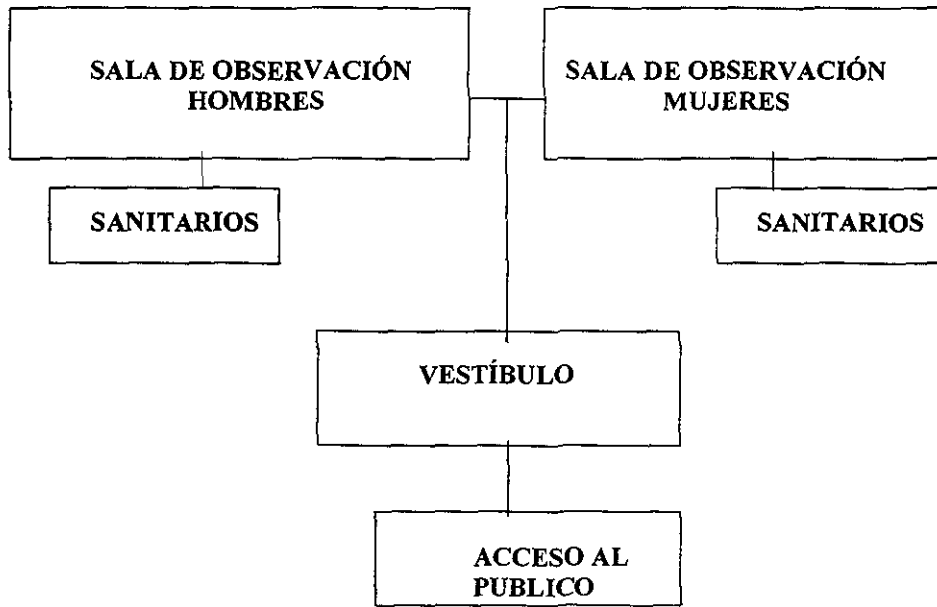 SALA DE OBSERVACIÓN
HOMBRES
SALA DE OBSERVACIÓN
MUJERES
SANITARIOS
SANITARIOS
VESTÍBULO
ACCESO AL
PUBLICO